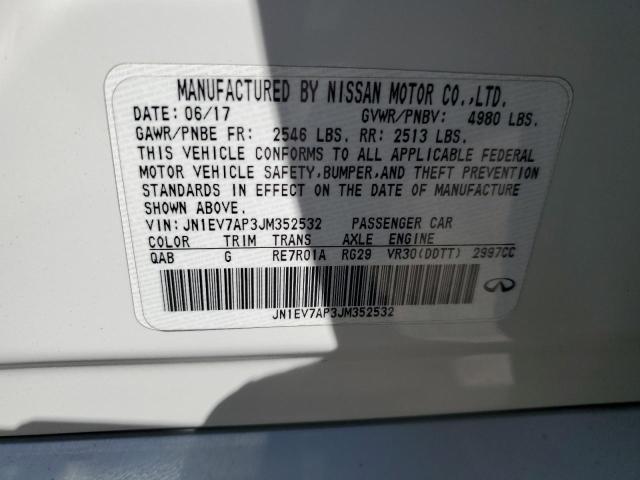 MANUFACTURED BY NISSAN MOTOR CO.,LTD.
DATE: 06/17 GVWR/PNBV: 4980 LBS.
GAWR/PNBE FR: 2546 LBS. RR: 2513 LBS.
THIS VEHICLE CONFORMS TO ALL APPLICABLE FEDERAL
MOTOR VEHICLE SAFETY,BUMPER,AND THEFT PREVENTION
STANDARDS IN EFFECT ON THE DATE OF MANUFACTURE
SHOWN ABOVE.
VIN: JN1EV7AP3JM352532 PASSENGER CAR
COLOR TRIM TRANS AXLE ENGINE
QAB G RE7R01A RG29 VR30(DDTT) 2997CC
JN1EV7AP3JM352532